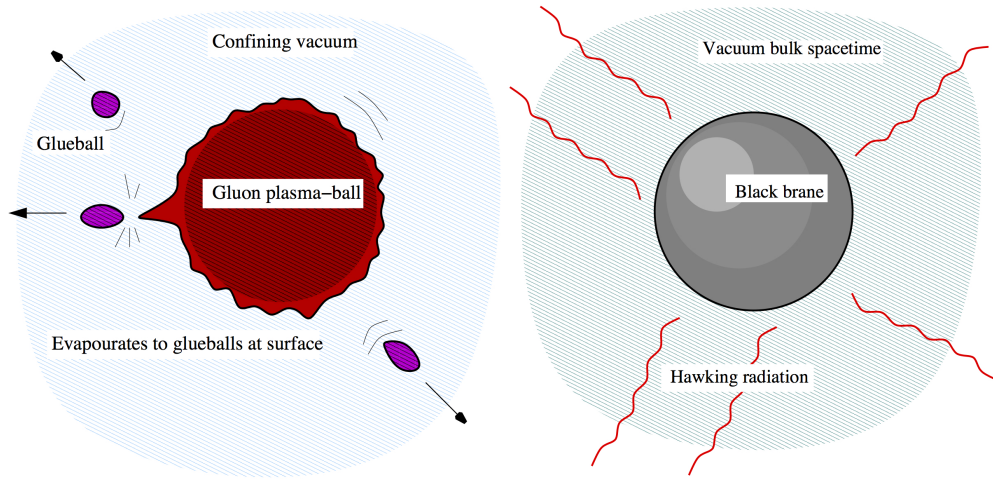 Confining vacuum
Glueball
Gluon plasma−ball
Evapourates to glueballs at surface
Vacuum bulk spacetime
Black brane
Hawking radiation